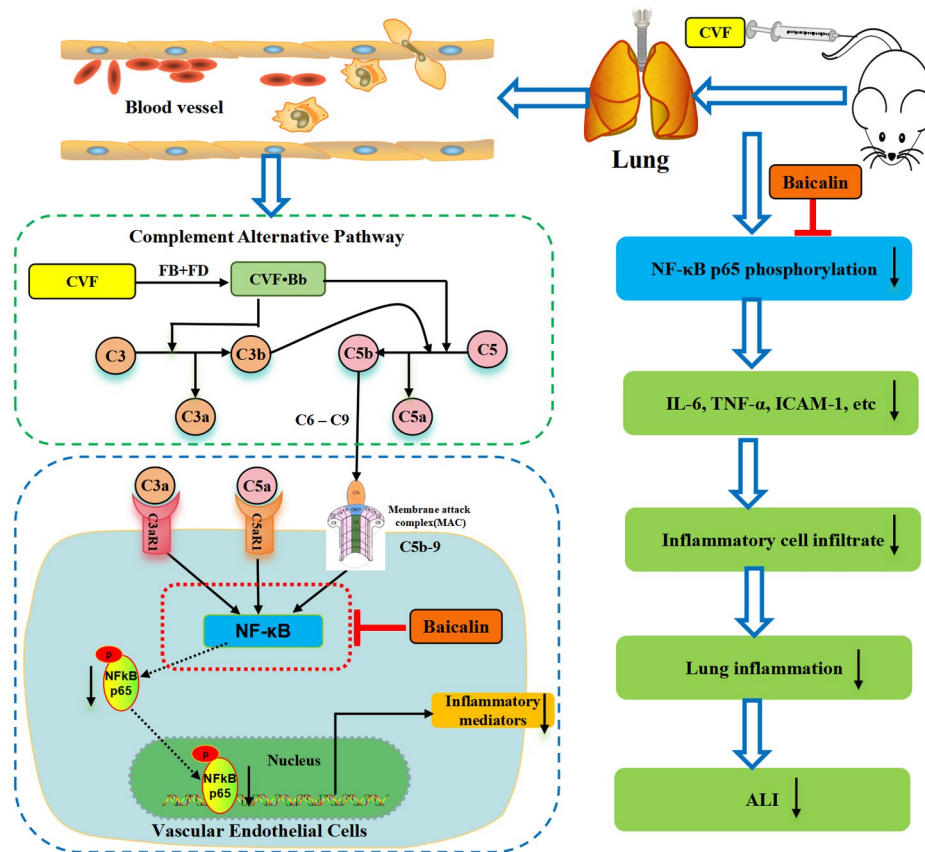 CVF
Blood vessel
Lung
Baicalin
Complement Alternative Pathway
CVF
FB+FD
CVF•Bb
C3
C3b
C5b
C5
C3a
C5a
C6 – C9
NF-κB p65 phosphorylation
IL-6, TNF-α, ICAM-1, etc
Inflammatory cell infiltrate
Lung inflammation
ALI
C3a
C5a
C3aR1
C5aR1
Membrane attack
complex(MAC)
C5b-9
NF-κB
Baicalin
p
NFkB
p65
Inflammatory
mediators
Nucleus
p
NFkB
p65
Vascular Endothelial Cells